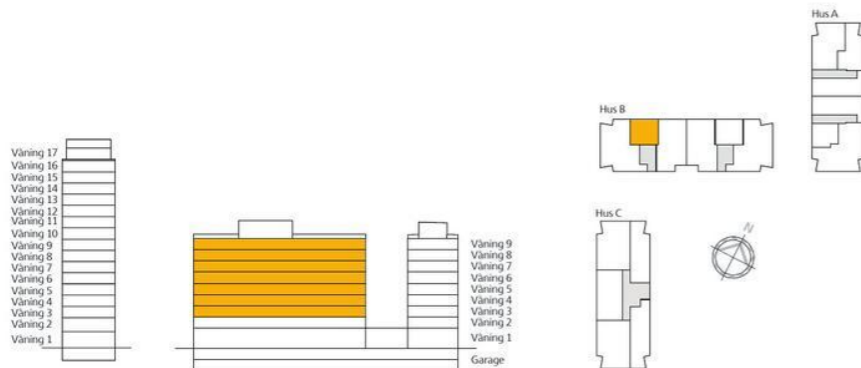 Hus A
Hus B
Våning 17
Våning 16
Våning 15
Våning 14
Våning 13
Våning 12
Våning 11
Våning 10
Våning 9
Våning 8
Våning 7
Våning 6
Våning 5
Våning 4
Våning 3
Våning 2
Våning 1
Våning 9
Våning 8
Våning 7
Våning 6
Våning 5
Våning 4
Våning 3
Våning 2
Våning 1
Garage
Hus C
N